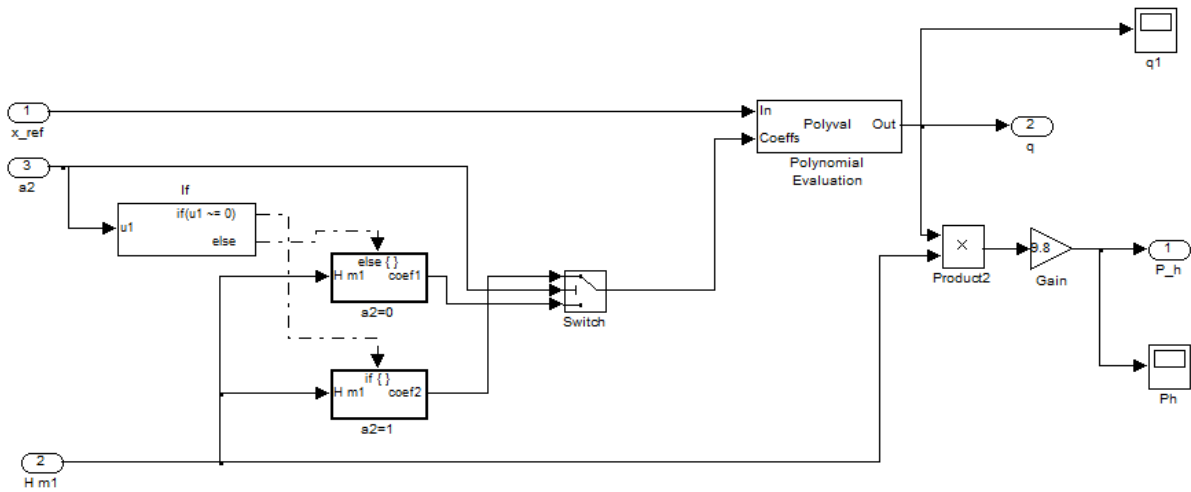 q1
1
x_ref
In
Polyval
Out
Coeffs
Polynomial
Evaluation
2
q
3
a2
If
if(u1 ~= 0)
u1
else
else { }
H m1
coef1
a2=0
Switch
×
Product2
9.8
Gain
1
P_h
if { }
H m1
coef2
a2=1
Ph
2
H m1